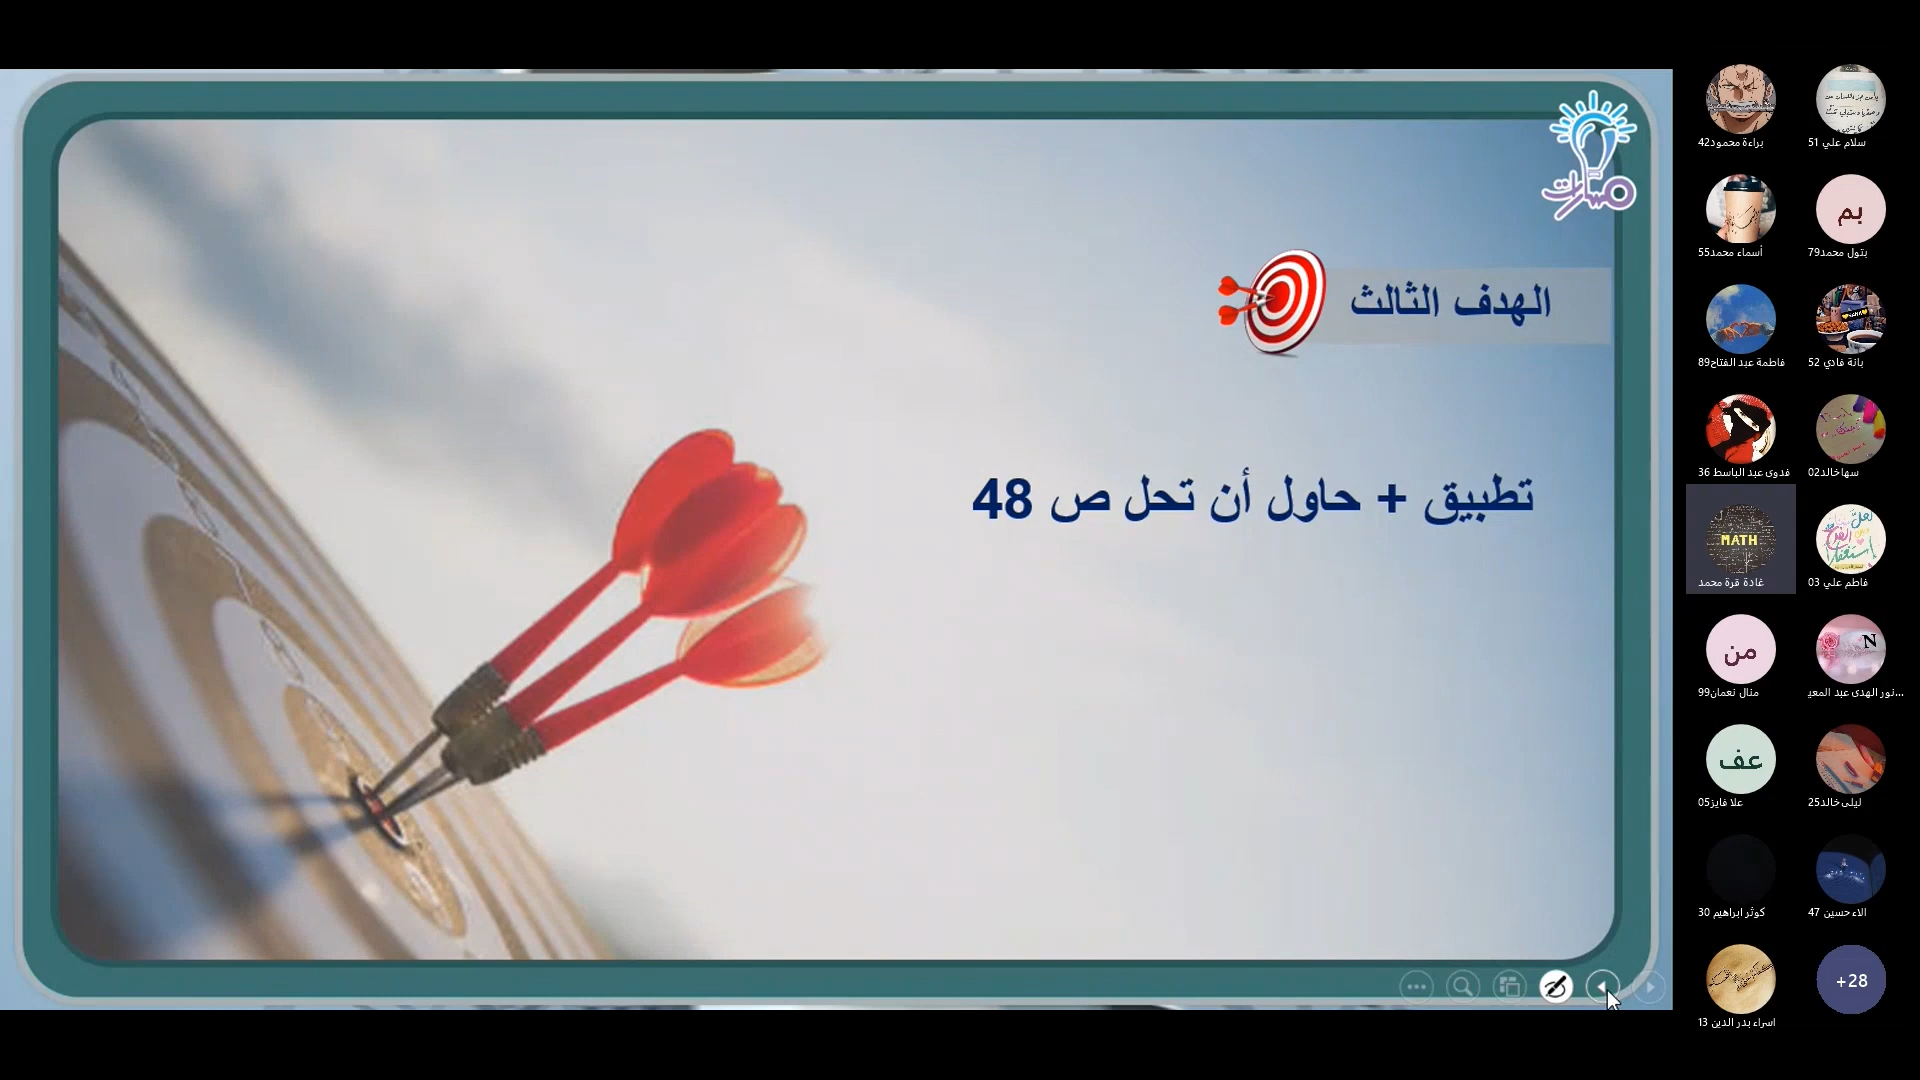 مسارات
الهدف الثالث
تطبيق + حاول أن تحل ص 48
براءة محمود42
سلام علي 51
أسماء محمد55
بم
بتول محمد79
فاطمة عبد الفتاح89
بانة فادي 52
فدوى عبد الباسط 36
سها خالد02
MATH
غادة قرة محمد
فاطم علي 03
من
منال نعمان99
N
نور الهدى عبد المعي...
عف
علا فايز05
ليلى خالد25
كوثر ابراهيم 30
الاء حسين 47
اسراء بدر الدين 13
+28